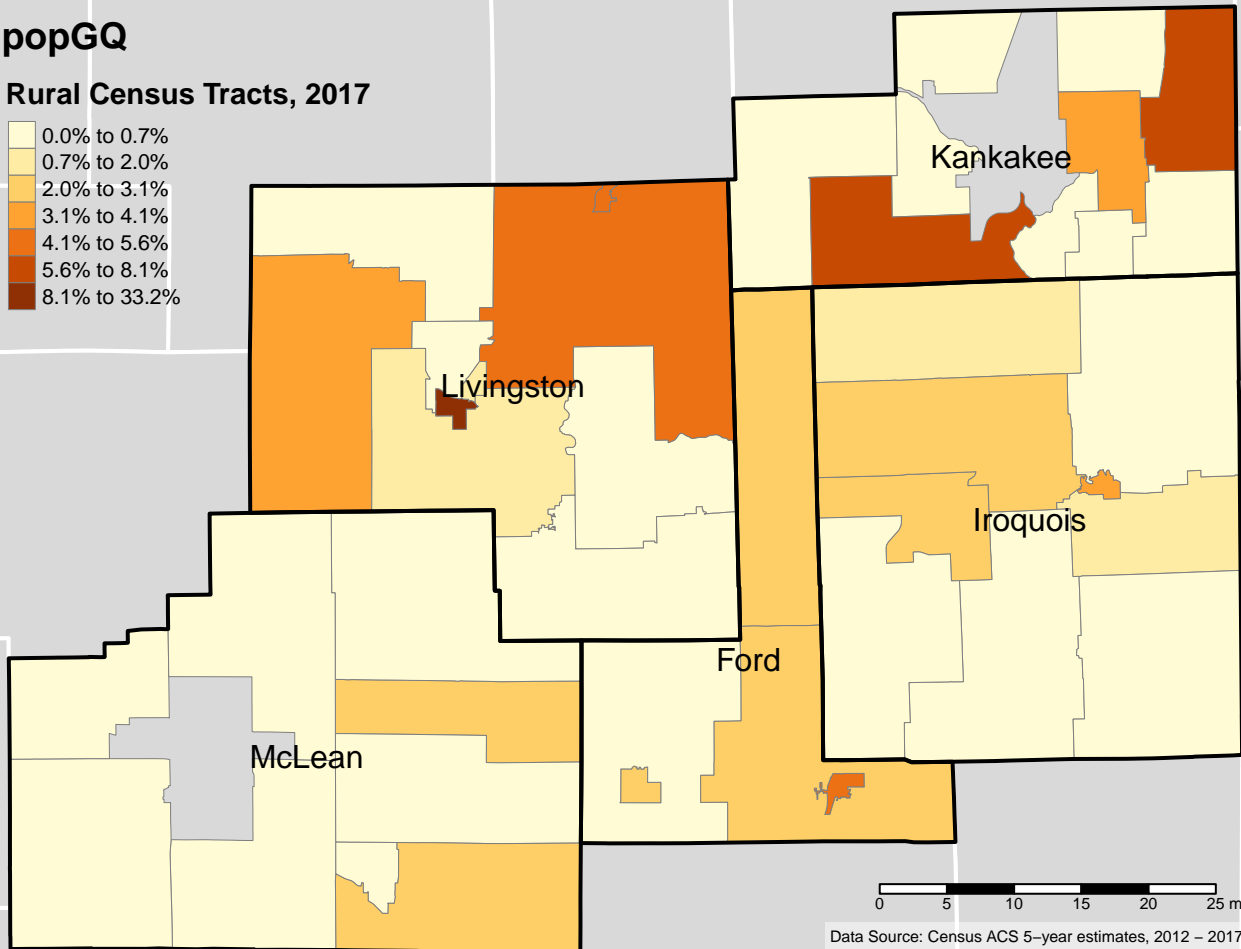 popGQ
Rural Census Tracts, 2017
0.0% to 0.7%
0.7% to 2.0%
2.0% to 3.1%
3.1% to 4.1%
4.1% to 5.6%
5.6% to 8.1%
8.1% to 33.2%
Kankakee
Livingston
Iroquois
Ford
McLean
0 5 10 15 20 25 m
Data Source: Census ACS 5−year estimates, 2012 − 2017